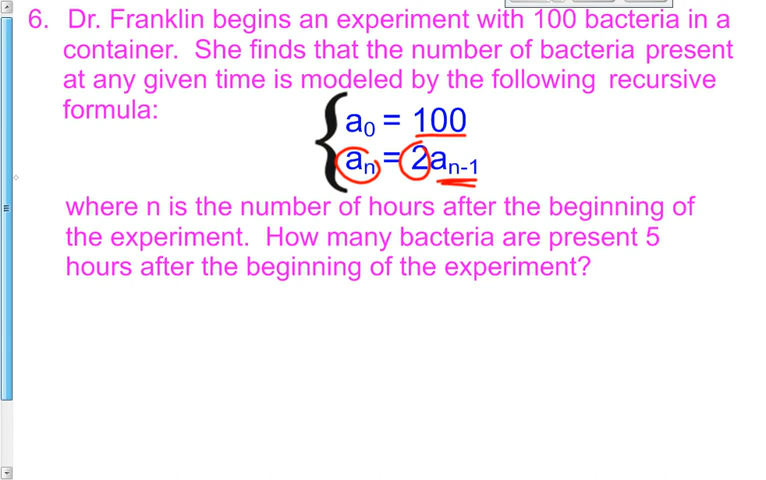 6. Dr. Franklin begins an experiment with 100 bacteria in a
container. She finds that the number of bacteria present
at any given time is modeled by the following recursive
formula:
a₀ = 100
aₙ = 2aₙ₋₁
where n is the number of hours after the beginning of
the experiment. How many bacteria are present 5
hours after the beginning of the experiment?